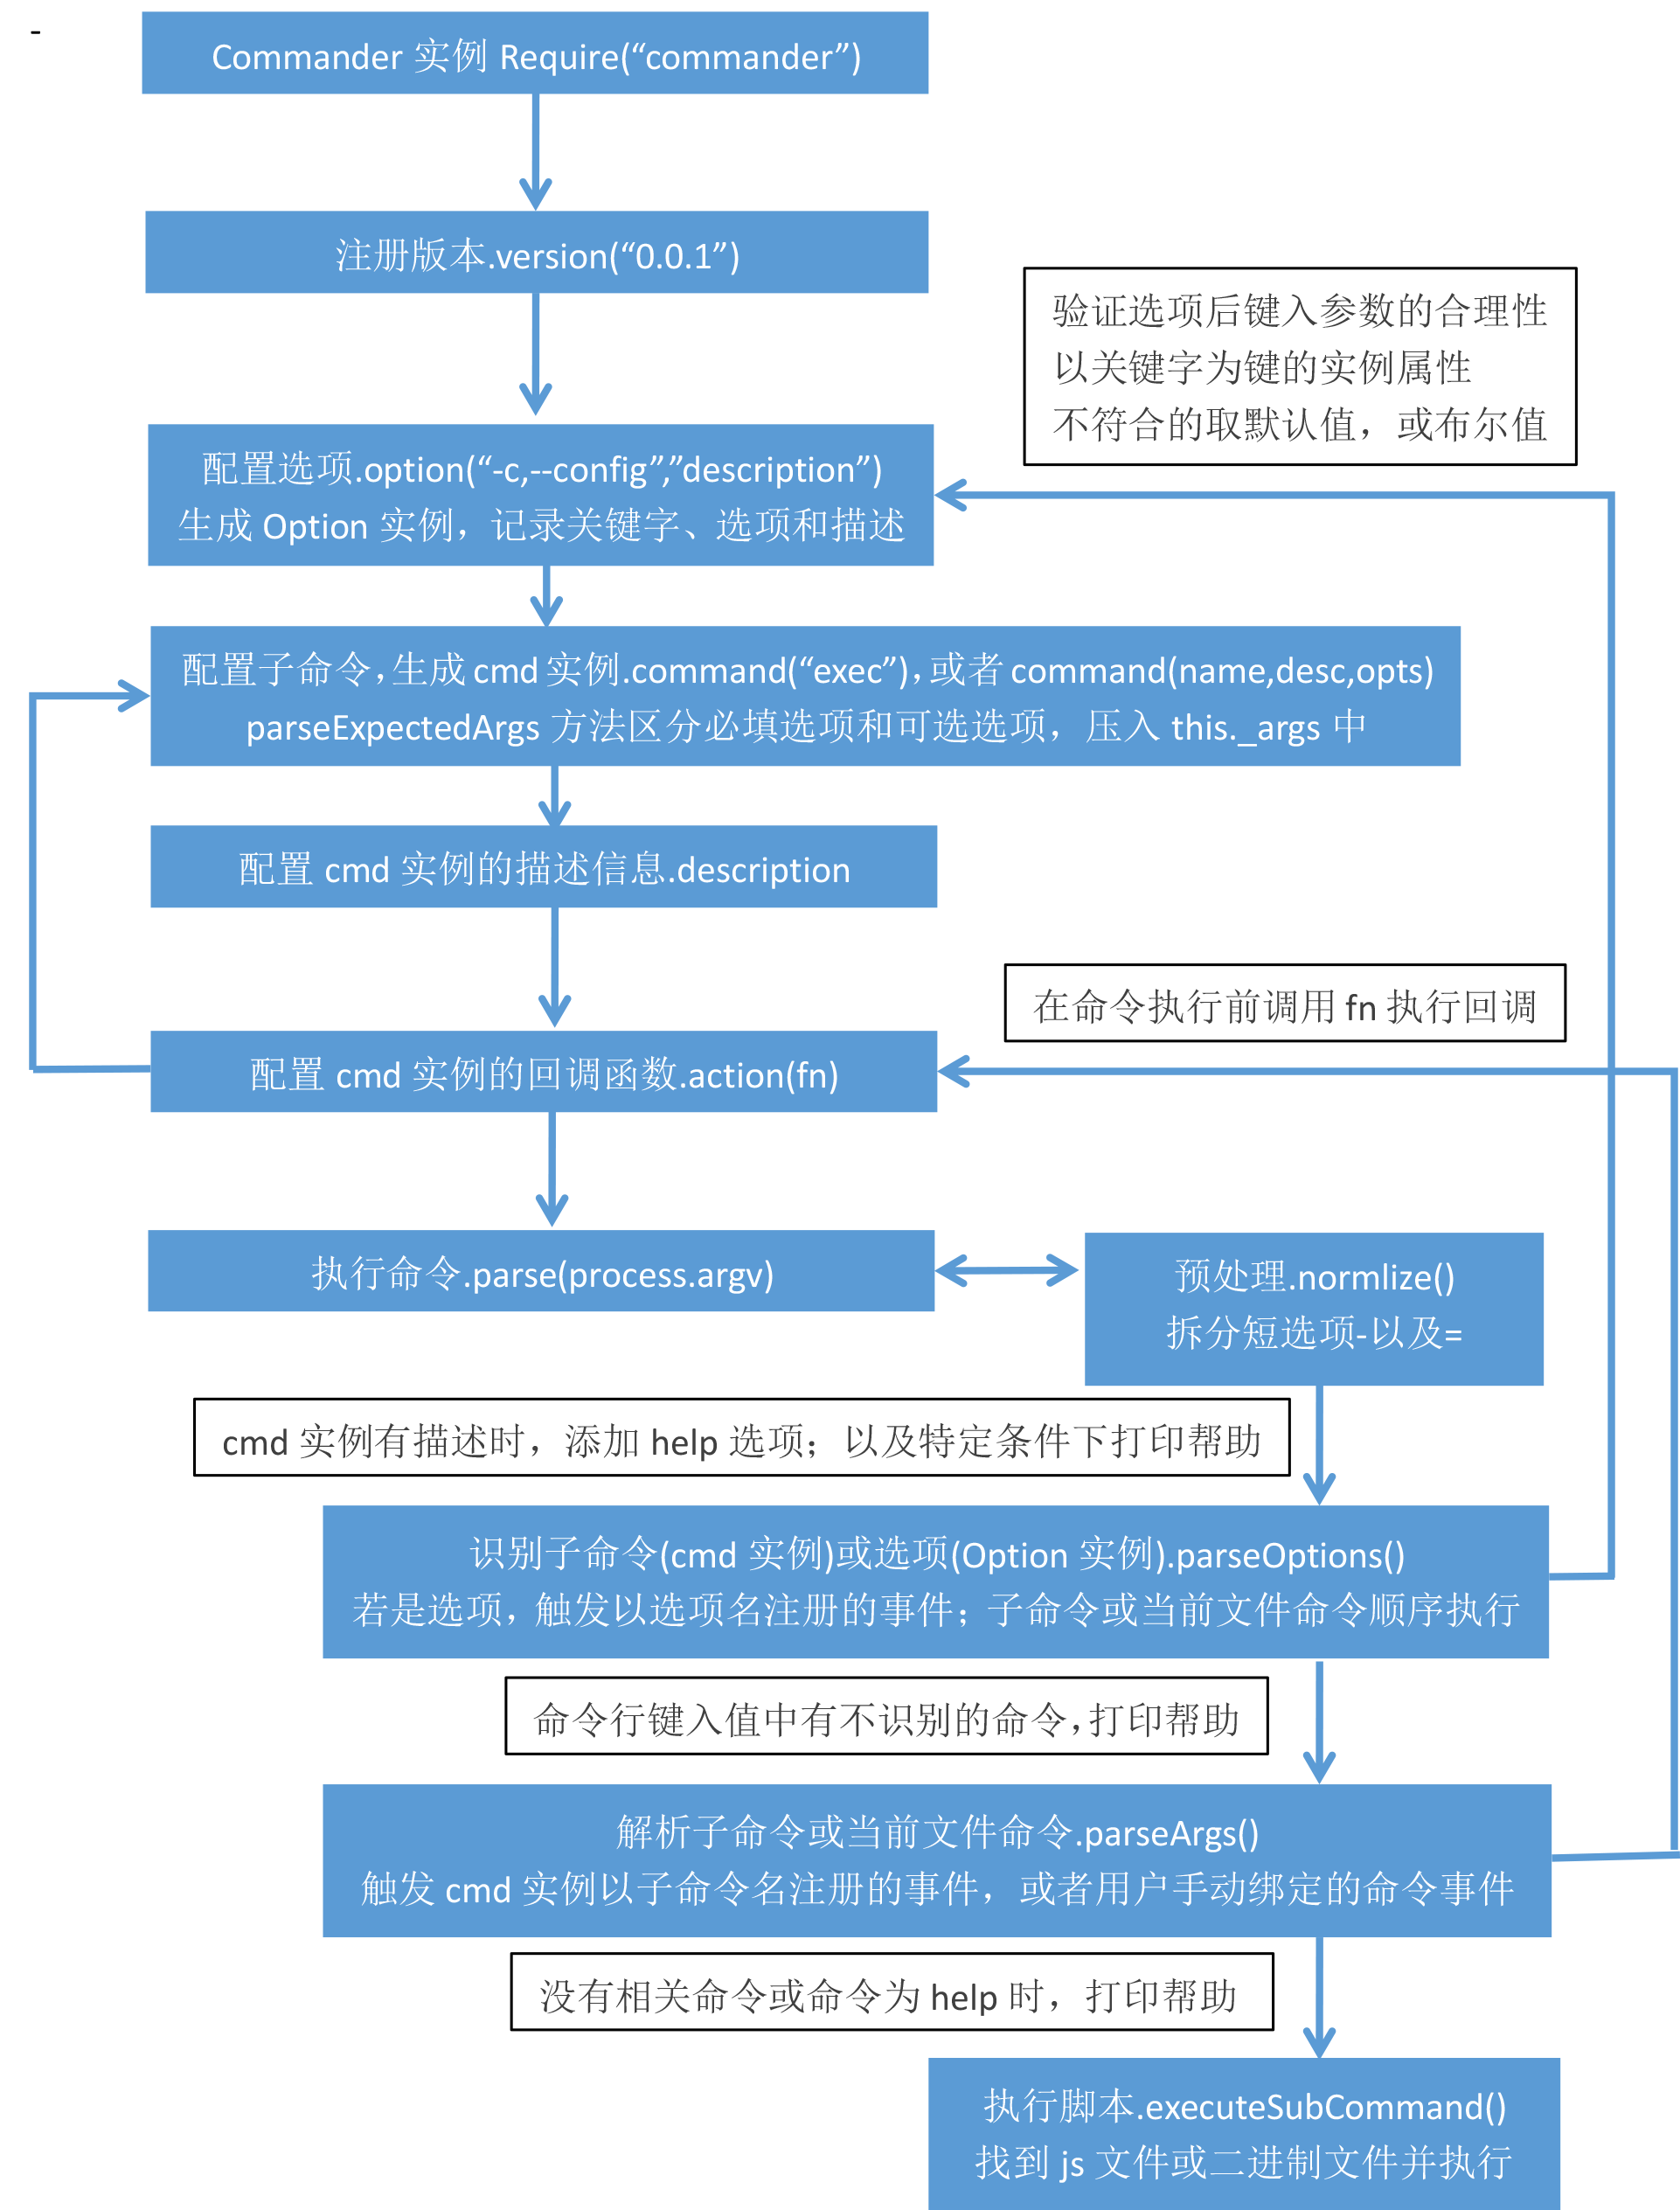 -
Commander 实例 Require(“commander”)
注册版本.version(“0.0.1”)
验证选项后键入参数的合理性
以关键字为键的实例属性
不符合的取默认值，或布尔值
配置选项.option(“-c,--config”,”description”)
生成 Option 实例，记录关键字、选项和描述
配置子命令，生成 cmd 实例.command(“exec”)，或者 command(name,desc,opts)
parseExpectedArgs 方法区分必填选项和可选选项，压入 this._args 中
配置 cmd 实例的描述信息.description
在命令执行前调用 fn 执行回调
配置 cmd 实例的回调函数.action(fn)
执行命令.parse(process.argv)
预处理.normlize()
拆分短选项-以及=
cmd 实例有描述时，添加 help 选项；以及特定条件下打印帮助
识别子命令(cmd 实例)或选项(Option 实例).parseOptions()
若是选项，触发以选项名注册的事件；子命令或当前文件命令顺序执行
命令行键入值中有不识别的命令，打印帮助
解析子命令或当前文件命令.parseArgs()
触发 cmd 实例以子命令名注册的事件，或者用户手动绑定的命令事件
没有相关命令或命令为 help 时，打印帮助
执行脚本.executeSubCommand()
找到 js 文件或二进制文件并执行